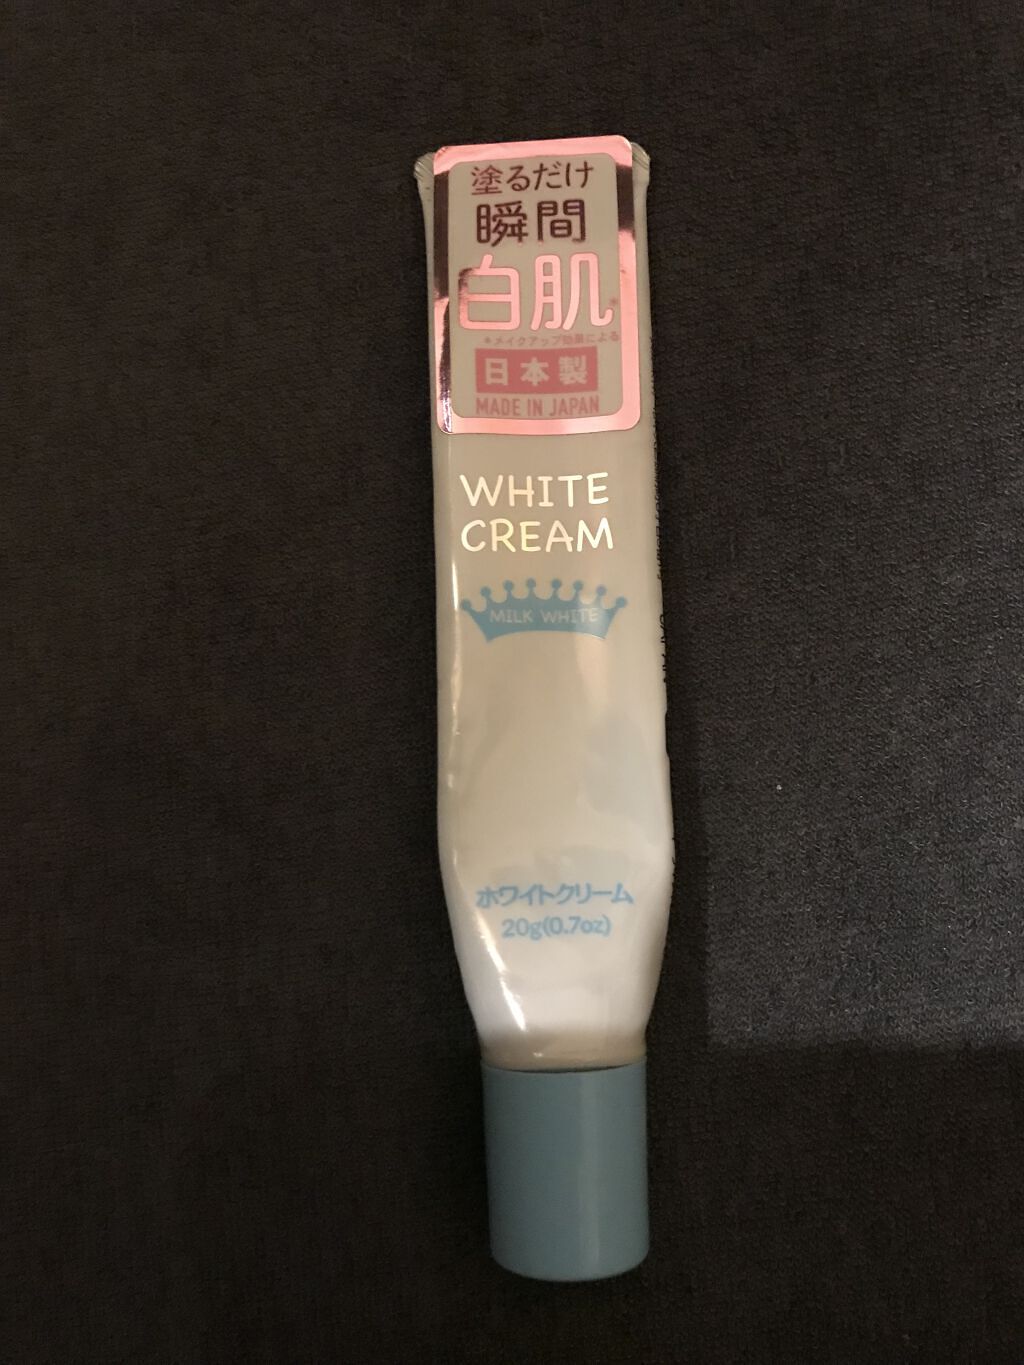 塗るだけ
瞬間
白肌*
*メイクアップ効果による
日本製
MADE IN JAPAN
WHITE
CREAM
MILK WHITE
ホワイトクリーム
20g(0.7oz)